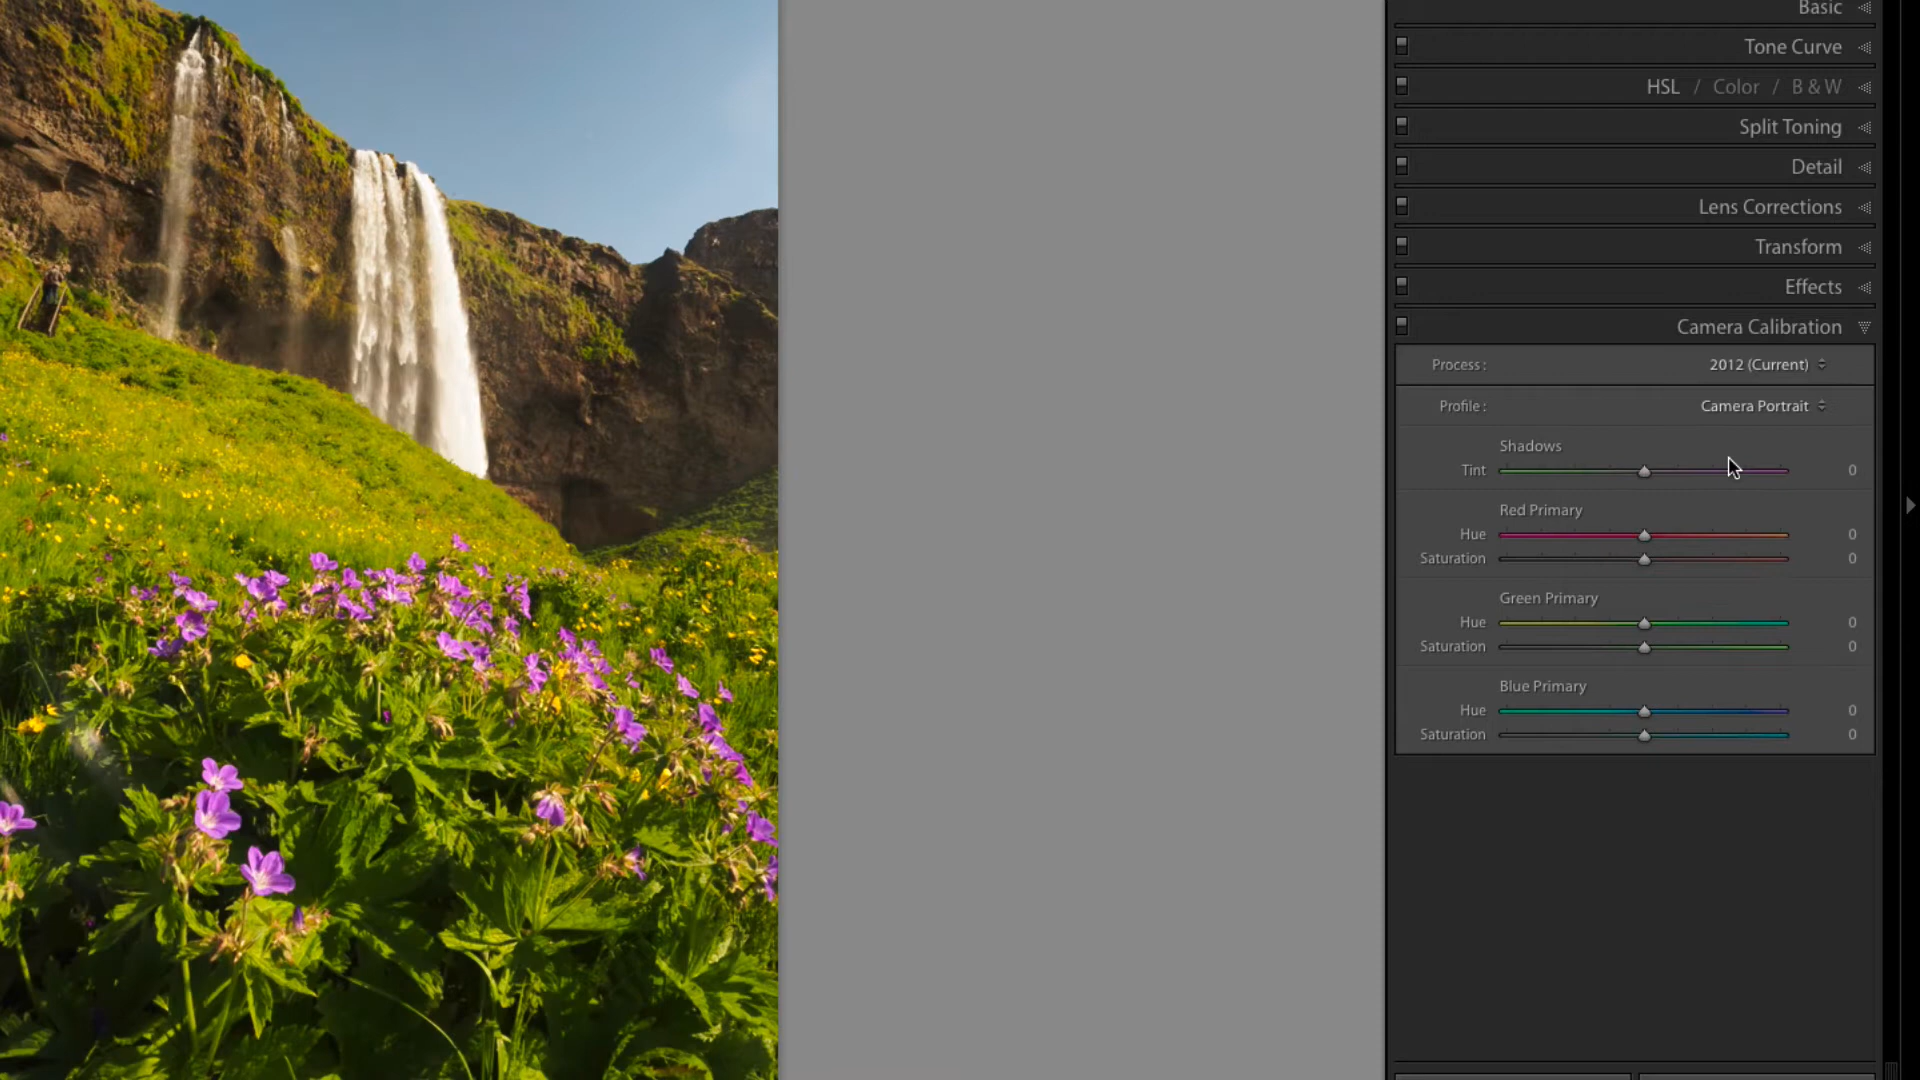 Basic
Tone Curve
HSL / Color / B & W
Split Toning
Detail
Lens Corrections
Transform
Effects
Camera Calibration
Process : 2012 (Current)
Profile : Camera Portrait
Shadows
Tint 0
Red Primary
Hue 0
Saturation 0
Green Primary
Hue 0
Saturation 0
Blue Primary
Hue 0
Saturation 0